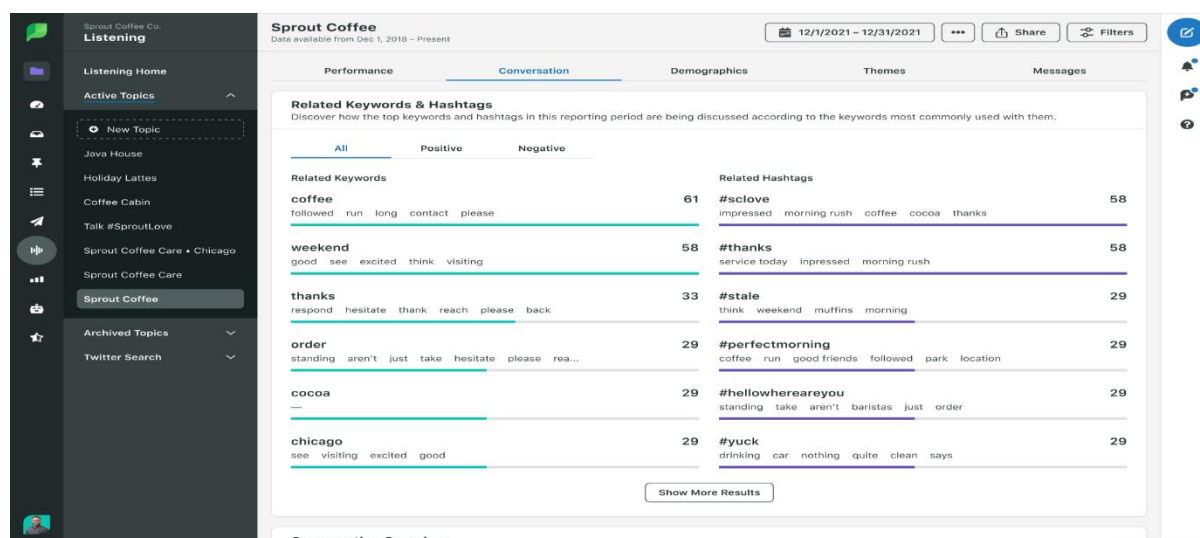 Sprout Coffee Co.
Listening
Listening Home
Active Topics
New Topic
Java House
Holiday Lattes
Coffee Cabin
Talk #SproutLove
Sprout Coffee Care • Chicago
Sprout Coffee Care
Sprout Coffee
Archived Topics
Twitter Search
Sprout Coffee
Data available from Dec 1, 2018 – Present
12/1/2021 – 12/31/2021
•••
Share
Filters
Performance Conversation Demographics Themes Messages
Related Keywords & Hashtags
Discover how the top keywords and hashtags in this reporting period are being discussed according to the keywords most commonly used with them.
All Positive Negative
Related Keywords
coffee 61
followed run long contact please
weekend 58
good see excited think visiting
thanks 33
respond hesitate thank reach please back
order 29
standing aren't just take hesitate please rea...
cocoa 29
—
chicago 29
see visiting excited good
Related Hashtags
#sclove 58
impressed morning rush coffee cocoa thanks
#thanks 58
service today inpressed morning rush
#stale 29
think weekend muffins morning
#perfectmorning 29
coffee run good friends followed park location
#hellowhereareyou 29
standing take aren't baristas just order
#yuck 29
drinking car nothing quite clean says
Show More Results